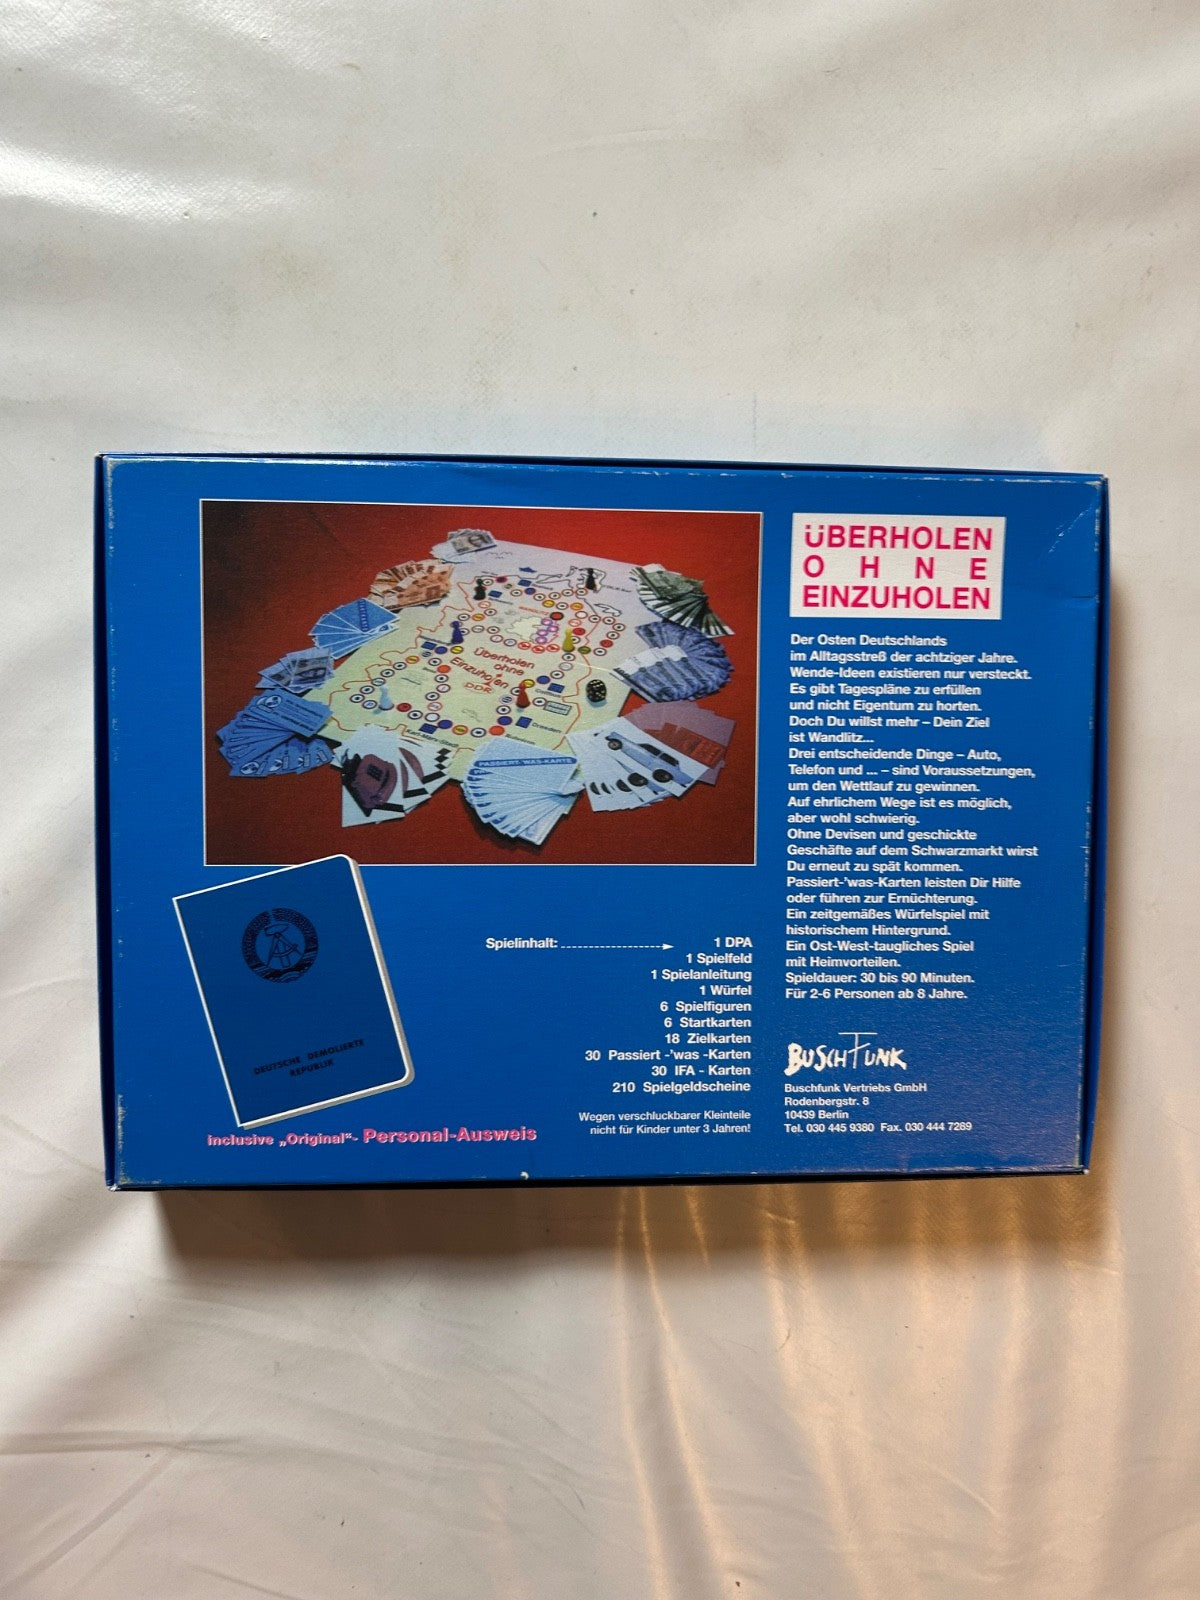 ÜBERHOLEN
OHNE
EINZUHOLEN
Der Osten Deutschlands
im Alltagsstreß der achtziger Jahre.
Wende-Ideen existieren nur versteckt.
Es gibt Tagespläne zu erfüllen
und nicht Eigentum zu horten.
Doch Du willst mehr – Dein Ziel
ist Wandlitz...
Drei entscheidende Dinge – Auto,
Telefon und ... – sind Voraussetzungen,
um den Wettlauf zu gewinnen.
Auf ehrlichem Wege ist es möglich,
aber wohl schwierig.
Ohne Devisen und geschickte
Geschäfte auf dem Schwarzmarkt wirst
Du erneut zu spät kommen.
Passiert-'was-Karten leisten Dir Hilfe
oder führen zur Ernüchterung.
Ein zeitgemäßes Würfelspiel mit
historischem Hintergrund.
Ein Ost-West-taugliches Spiel
mit Heimvorteilen.
Spieldauer: 30 bis 90 Minuten.
Für 2-6 Personen ab 8 Jahre.
BUSCHFUNK
Buschfunk Vertriebs GmbH
Rodenbergstr. 8
10439 Berlin
Tel. 030 445 9380 Fax. 030 444 7289
Überholen
ohne
Einzuholen
DDR
Dresden
PASSIERT-'WAS-KARTE
Spielinhalt: 1 DPA
1 Spielfeld
1 Spielanleitung
1 Würfel
6 Spielfiguren
6 Startkarten
18 Zielkarten
30 Passiert -'was -Karten
30 IFA - Karten
210 Spielgeldscheine
Wegen verschluckbarer Kleinteile
nicht für Kinder unter 3 Jahren!
DEUTSCHE DEMOLIERTE
REPUBLIK
Inclusive „Original“- Personal-Ausweis